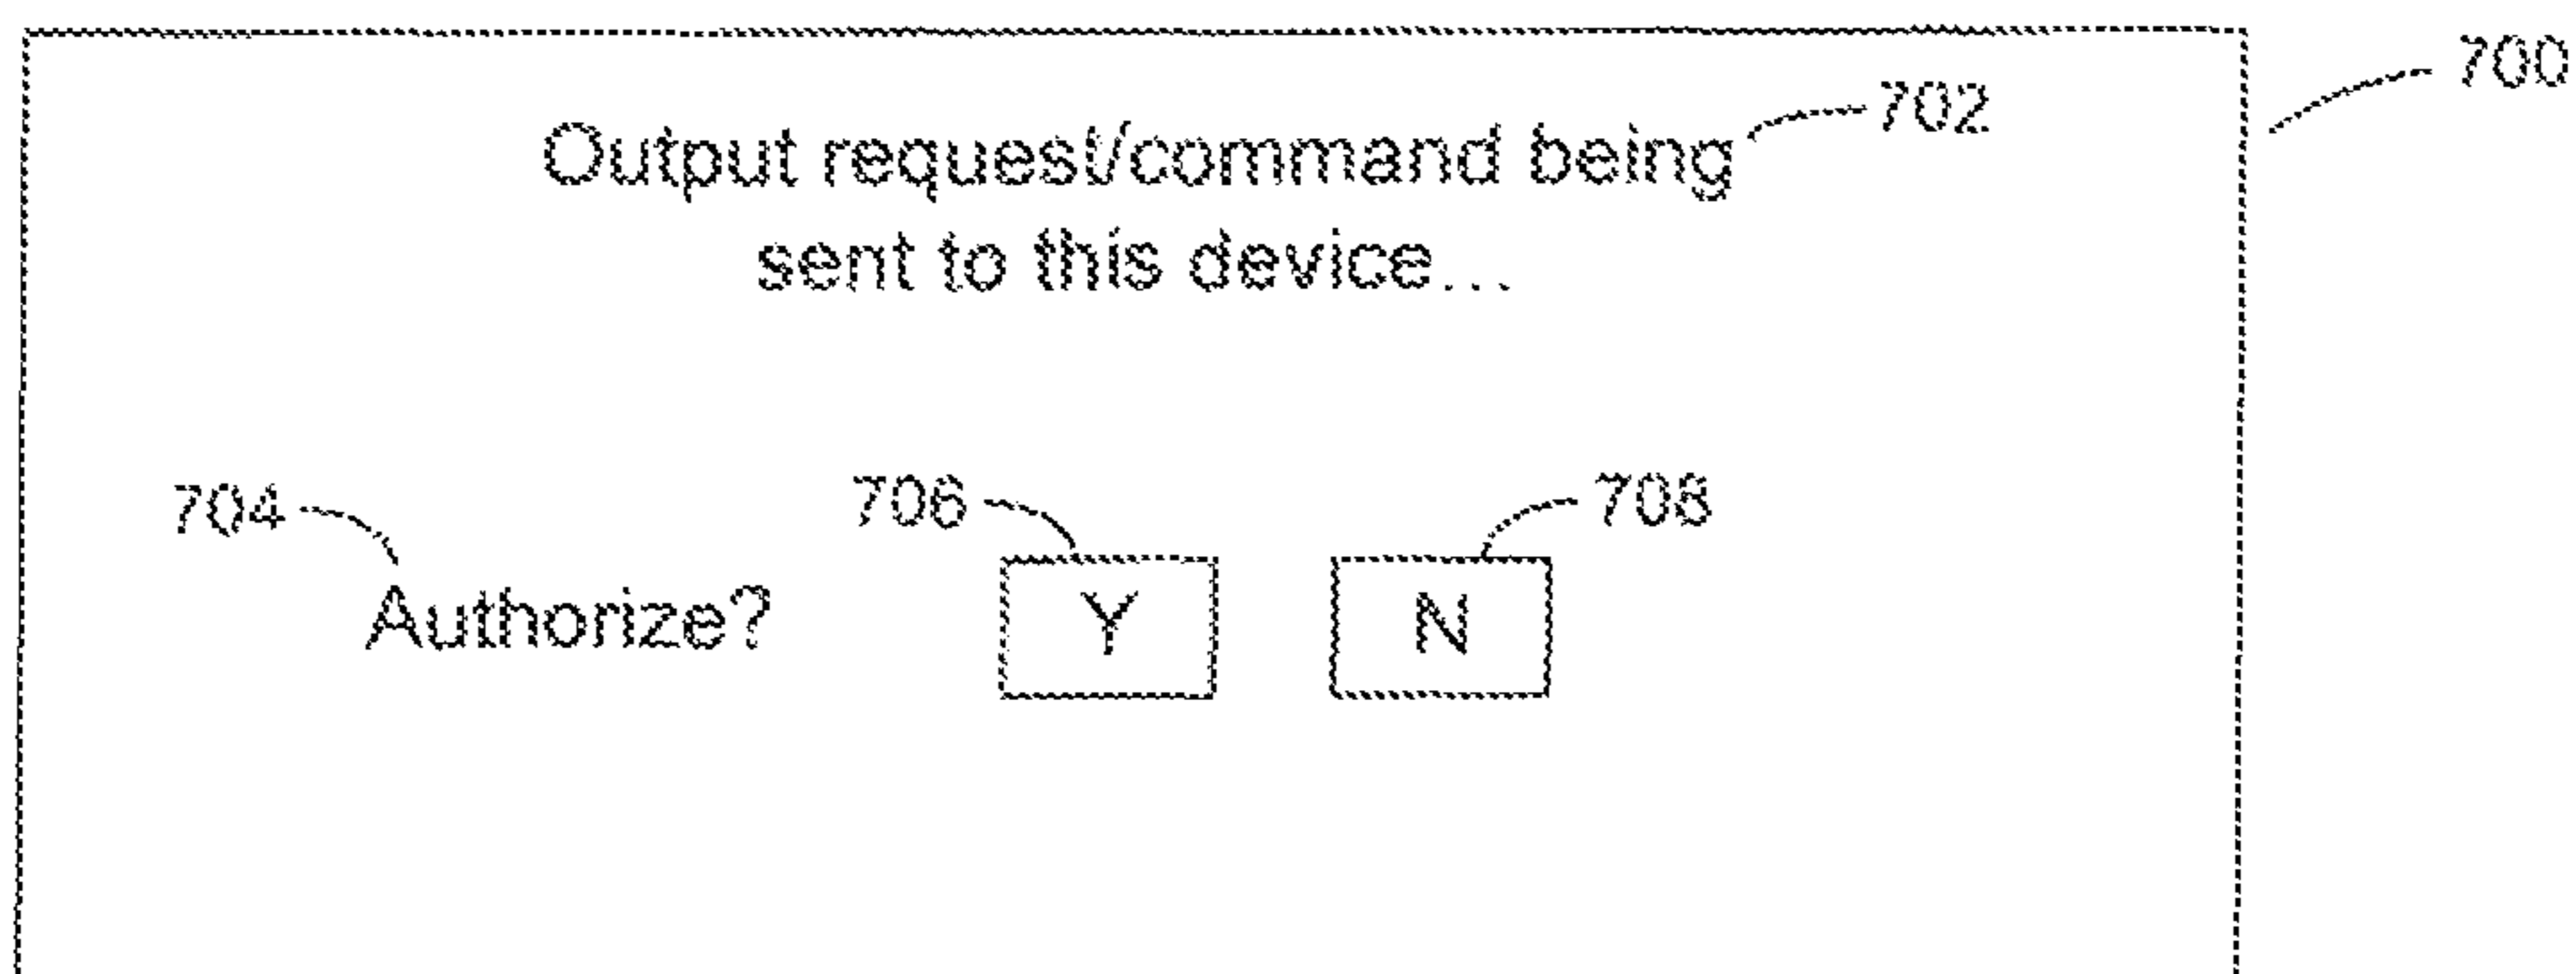 700
702
Output request/command being
sent to this device...
704
706
708
Authorize?
Y
N